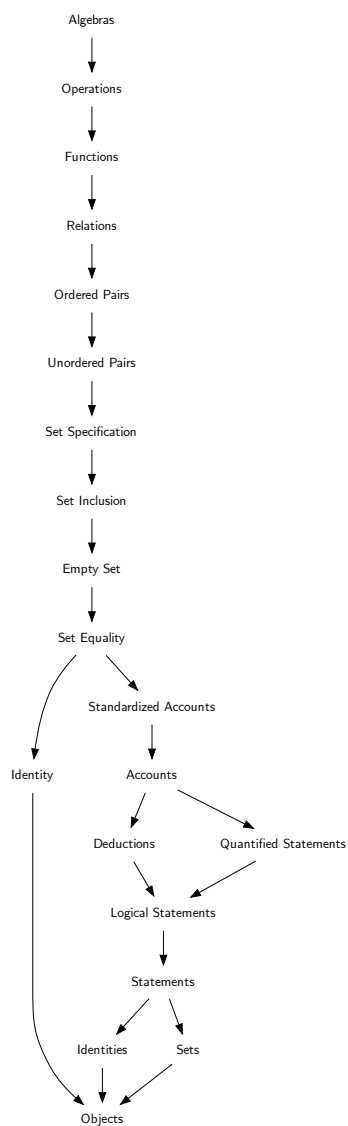 Algebras
Operations
Functions
Relations
Ordered Pairs
Unordered Pairs
Set Specification
Set Inclusion
Empty Set
Set Equality
Standardized Accounts
Identity
Accounts
Deductions
Quantified Statements
Logical Statements
Statements
Identities
Sets
Objects